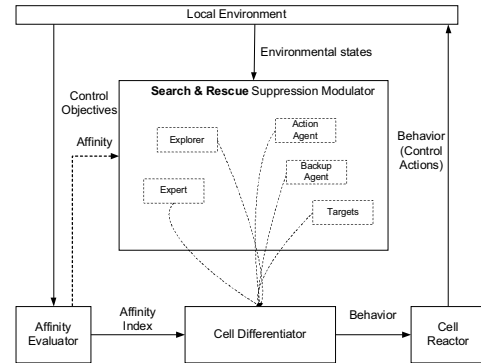 Local Environment
Environmental states
Control
Objectives
Search & Rescue Suppression Modulator
Affinity
Explorer
Action
Agent
Backup
Agent
Expert
Targets
Behavior
(Control
Actions)
Affinity
Evaluator
Affinity
Index
Cell Differentiator
Behavior
Cell
Reactor